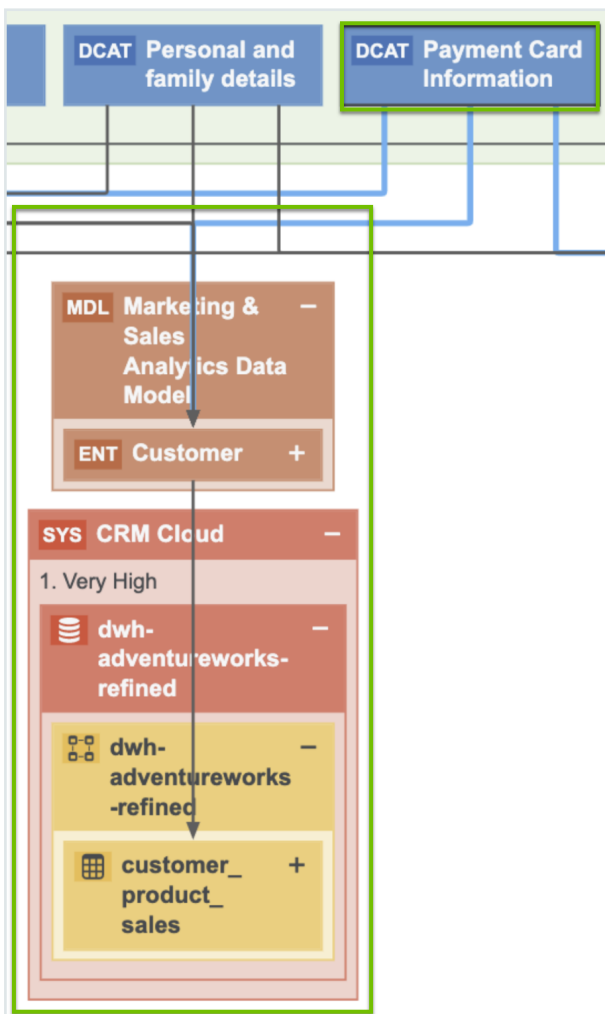 DCAT Personal and
family details
DCAT Payment Card
Information
MDL Marketing & −
Sales
Analytics Data
Model
ENT Customer +
SYS CRM Cloud −
1. Very High
dwh- −
adventureworks-
refined
dwh- −
adventureworks
-refined
customer_ +
product_
sales